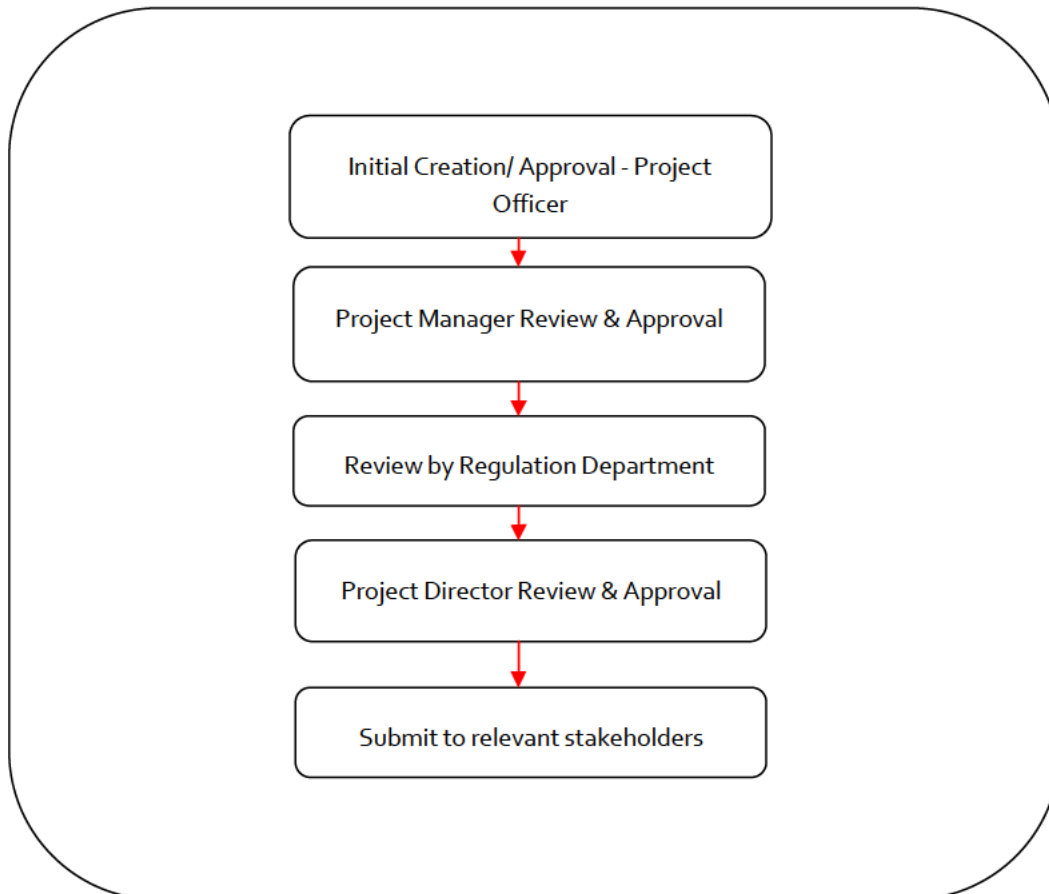 Initial Creation/ Approval - Project
Officer
Project Manager Review & Approval
Review by Regulation Department
Project Director Review & Approval
Submit to relevant stakeholders